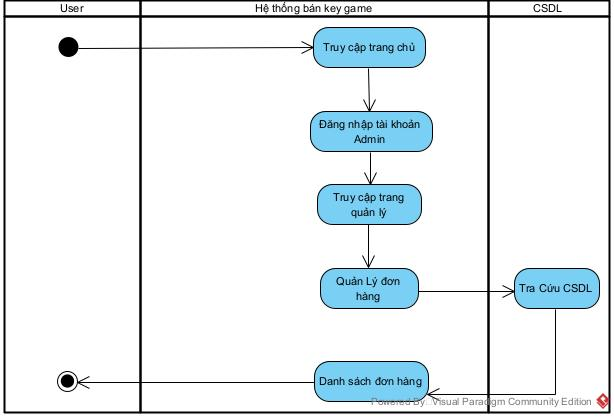 User
Hệ thống bán key game
CSDL
Truy cập trang chủ
Đăng nhập tài khoản
Admin
Truy cập trang
quản lý
Quản Lý đơn
hàng
Tra Cứu CSDL
Danh sách đơn hàng
Powered By Visual Paradigm Community Edition